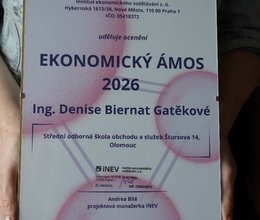 Institut ekonomického vzdělávání z. ú.
Hybernská 1613/38, Nové Město, 110 00 Praha 1
IČO: 05418372
uděluje ocenění
EKONOMICKÝ ÁMOS
2026
Ing. Denise Biernat Gatěkové
Střední odborná škola obchodu a služeb Štursova 14,
Olomouc
INEV
Andrea Bílá
projektová manažerka INEV